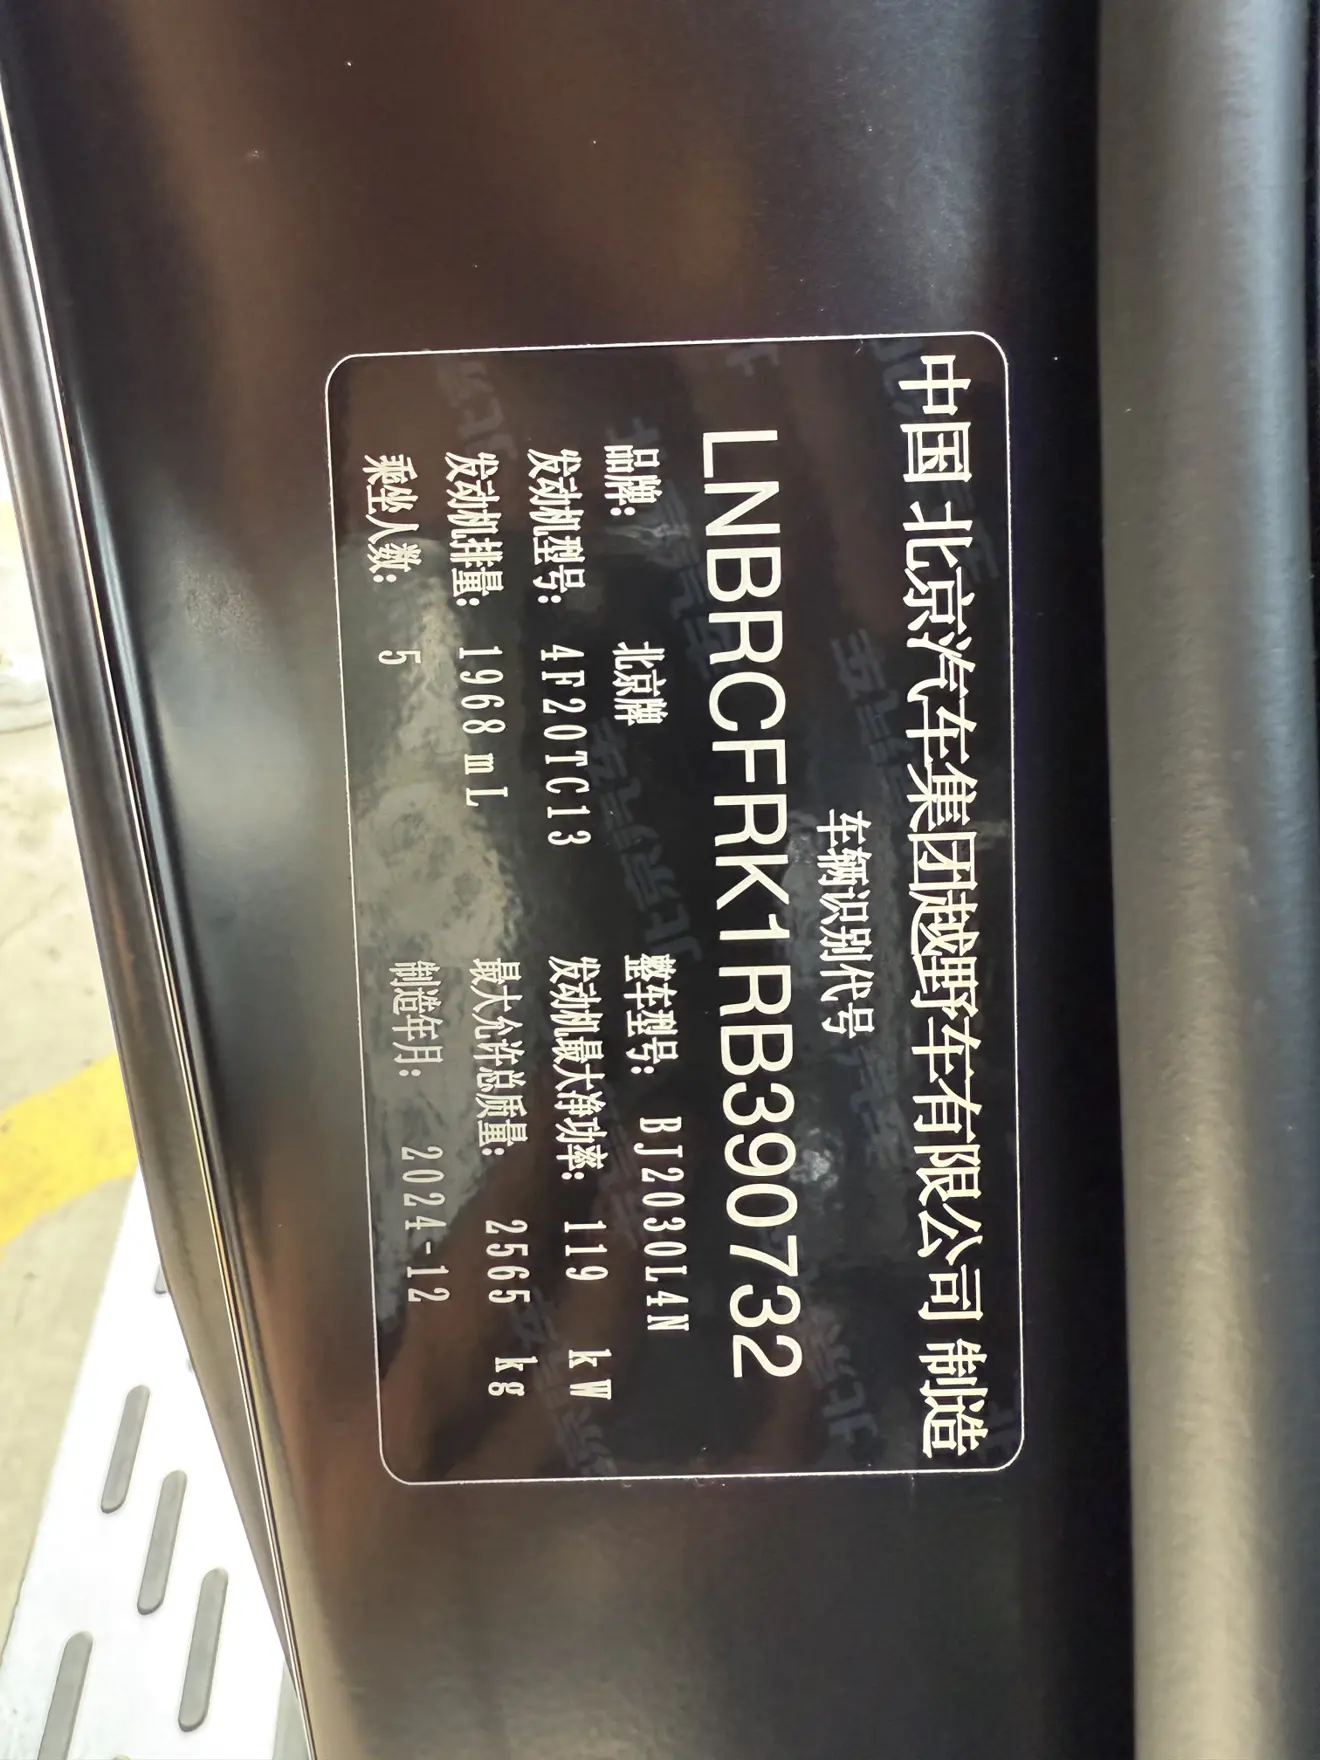 中国 北京汽车集团越野车有限公司 制造
车辆识别代号
LNBRCFRK1RB390732
品牌: 北京牌 整车型号: BJ2030L4N
发动机型号: 4F20TC13 发动机最大净功率: 119 kW
发动机排量: 1968mL 最大允许总质量: 2565 kg
乘坐人数: 5 制造年月: 2024-12